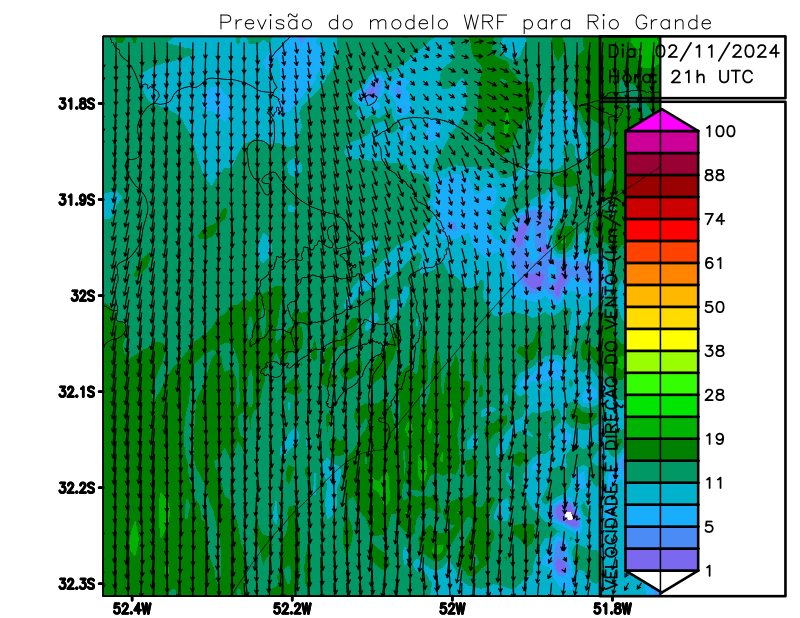 Previsão do modelo WRF para Rio Grande
Dia: 02/11/2024
Hora: 21h UTC
31.8S
31.9S
32S
32.1S
32.2S
32.3S
52.4W
52.2W
52W
51.8W
VELOCIDADE E DIREÇÃO DO VENTO (km/h)
100
88
74
61
50
38
28
19
11
5
1